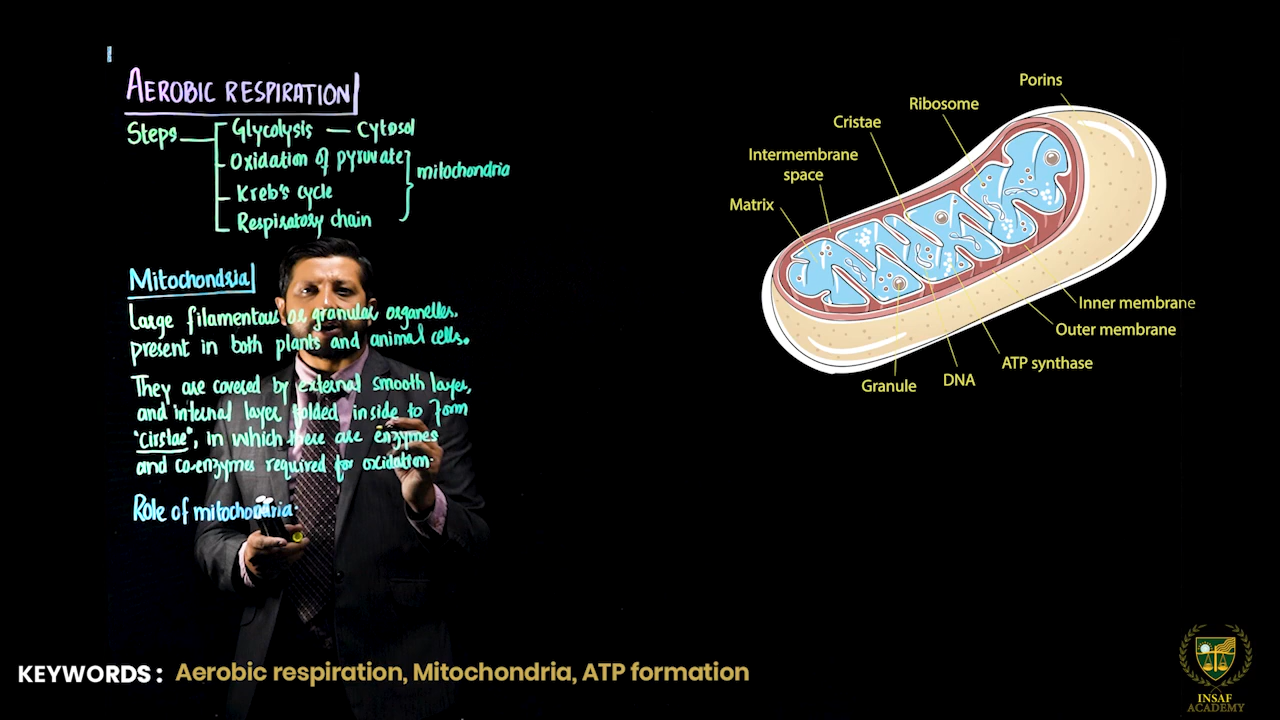 AEROBIC RESPIRATION
Steps
Glycolysis — Cytosol
Oxidation of pyruvate
Kreb's cycle
Respiratory chain
mitochondria
Mitochondria
Large filamentous or granular organelles.
present in both plants and animal cells.
They are covered by external smooth layer,
and internal layer folded inside to form
"Cirstae", in which there are enzymes
and co-enzymes required for oxidation.
Role of mitochondria.
Porins
Ribosome
Cristae
Intermembrane
space
Matrix
Inner membrane
Outer membrane
ATP synthase
DNA
Granule
KEYWORDS : Aerobic respiration, Mitochondria, ATP formation
INSAF
ACADEMY